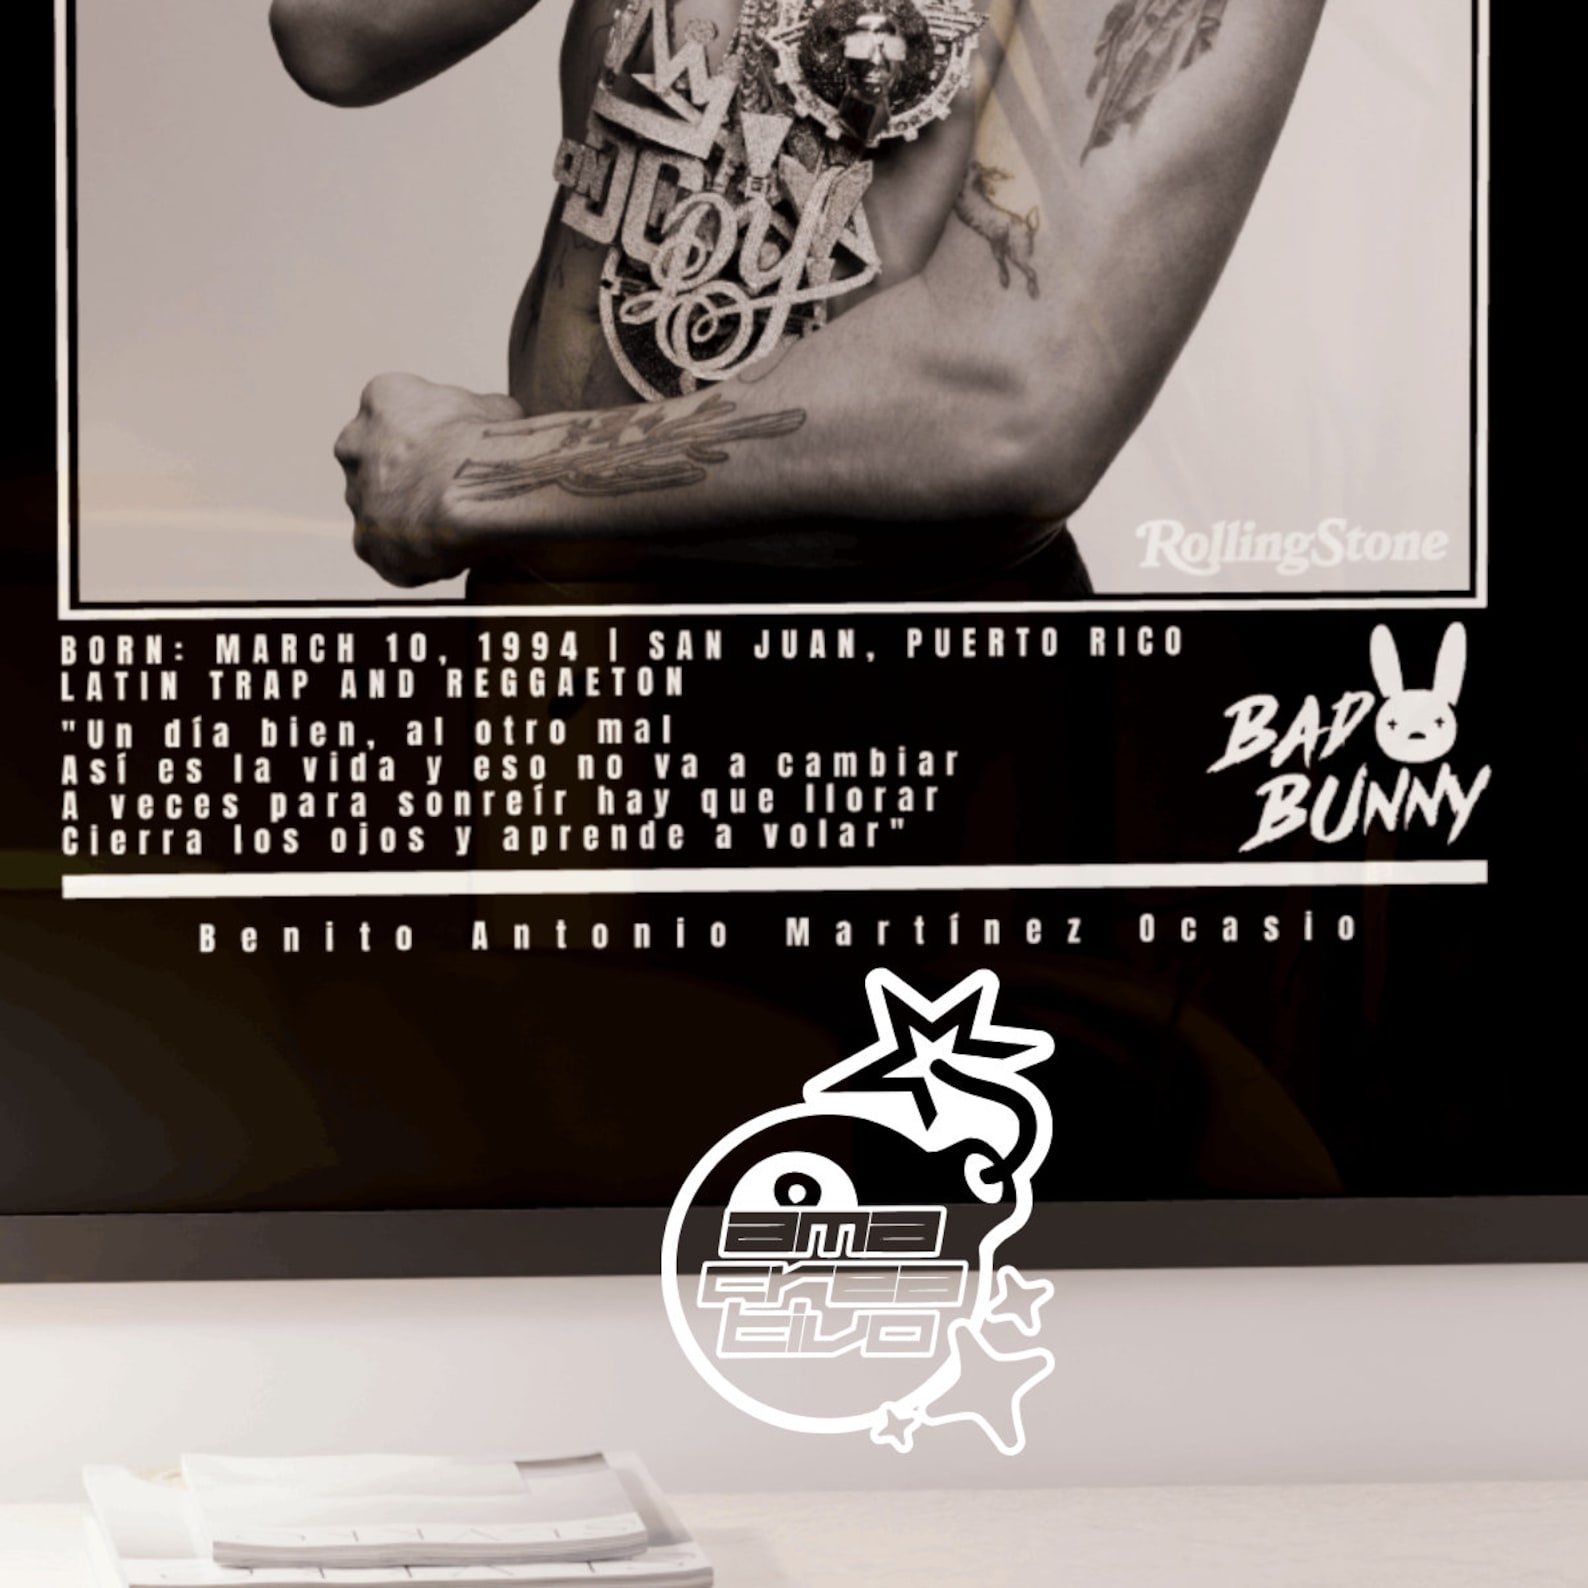 RollingStone
BORN: MARCH 10, 1994 | SAN JUAN, PUERTO RICO
LATIN TRAP AND REGGAETON
"Un día bien, al otro mal
Así es la vida y eso no va a cambiar
A veces para sonreír hay que llorar
Cierra los ojos y aprende a volar"
BAD
BUNNY
Benito Antonio Martínez Ocasio
ama
crea
tivo